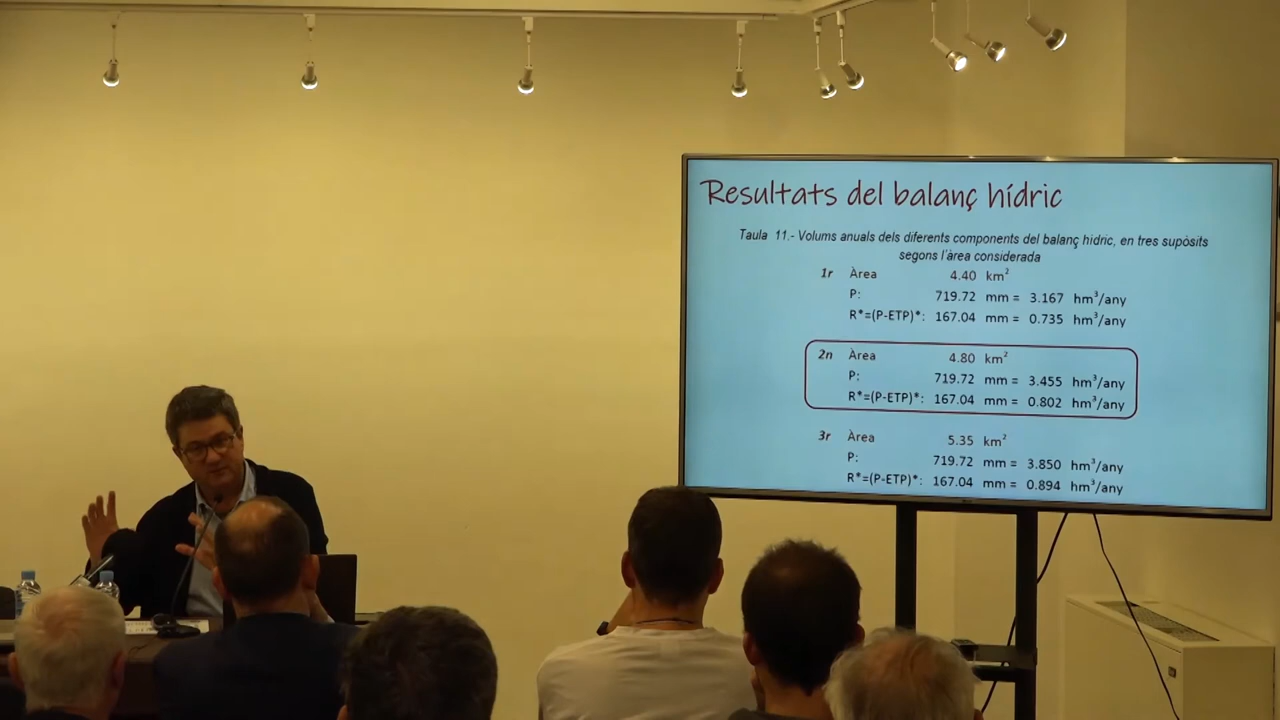 Resultats del balanç hídric
Taula 11.- Volums anuals dels diferents components del balanç hídric, en tres supòsits
segons l'àrea considerada
1r Àrea 4.40 km²
P: 719.72 mm = 3.167 hm³/any
R*=(P-ETP)*: 167.04 mm = 0.735 hm³/any
2n Àrea 4.80 km²
P: 719.72 mm = 3.455 hm³/any
R*=(P-ETP)*: 167.04 mm = 0.802 hm³/any
3r Àrea 5.35 km²
P: 719.72 mm = 3.850 hm³/any
R*=(P-ETP)*: 167.04 mm = 0.894 hm³/any